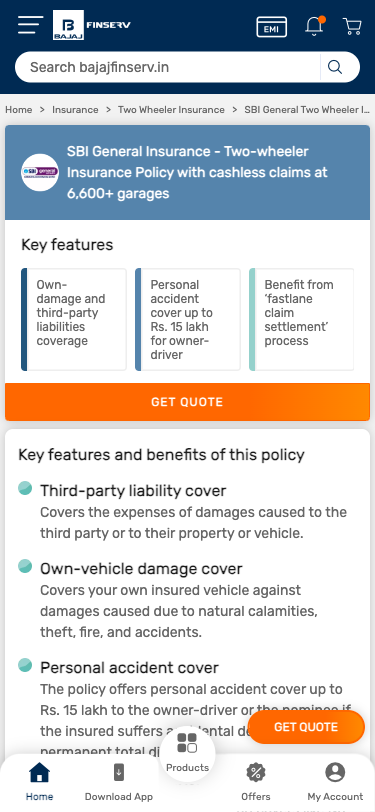 BAJAJ
FINSERV
EMI
Search bajajfinserv.in
Home > Insurance > Two Wheeler Insurance > SBI General Two Wheeler I...
SBI general
SBI General Insurance - Two-wheeler
Insurance Policy with cashless claims at
6,600+ garages
Key features
Own-
damage and
third-party
liabilities
coverage
Personal
accident
cover up to
Rs. 15 lakh
for owner-
driver
Benefit from
‘fastlane
claim
settlement’
process
GET QUOTE
Key features and benefits of this policy
Third-party liability cover
Covers the expenses of damages caused to the
third party or to their property or vehicle.
Own-vehicle damage cover
Covers your own insured vehicle against
damages caused due to natural calamities,
theft, fire, and accidents.
Personal accident cover
The policy offers personal accident cover up to
Rs. 15 lakh to the owner-driver or the nominee if
the insured suffers
permanent total
GET QUOTE
Products
Home
Download App
Offers
My Account